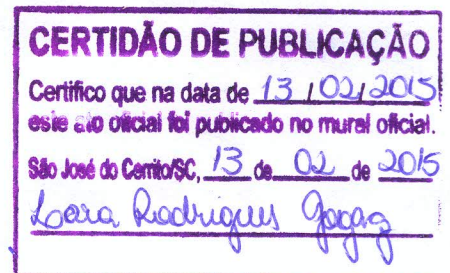 CERTIDÃO DE PUBLICAÇÃO
Certifico que na data de 13 / 02 / 2015
este ato oficial foi publicado no mural oficial.
São José do Cerrito/SC, 13 de 02 de 2015
Rodrigues